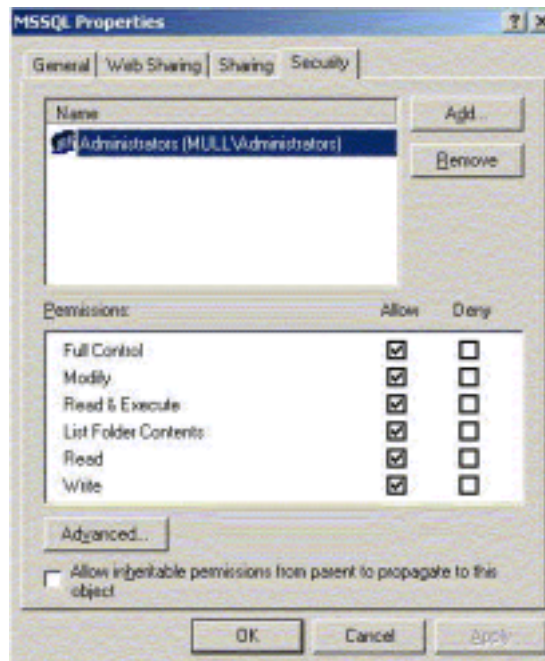 MSSQL Properties
General Web Sharing Sharing Security
Name
Add...
Administrators (MULL\Administrators)
Remove
Permissions: Allow Deny
Full Control
Modify
Read & Execute
List Folder Contents
Read
Write
Advanced...
Allow inheritable permissions from parent to propagate to this
object
OK Cancel Apply